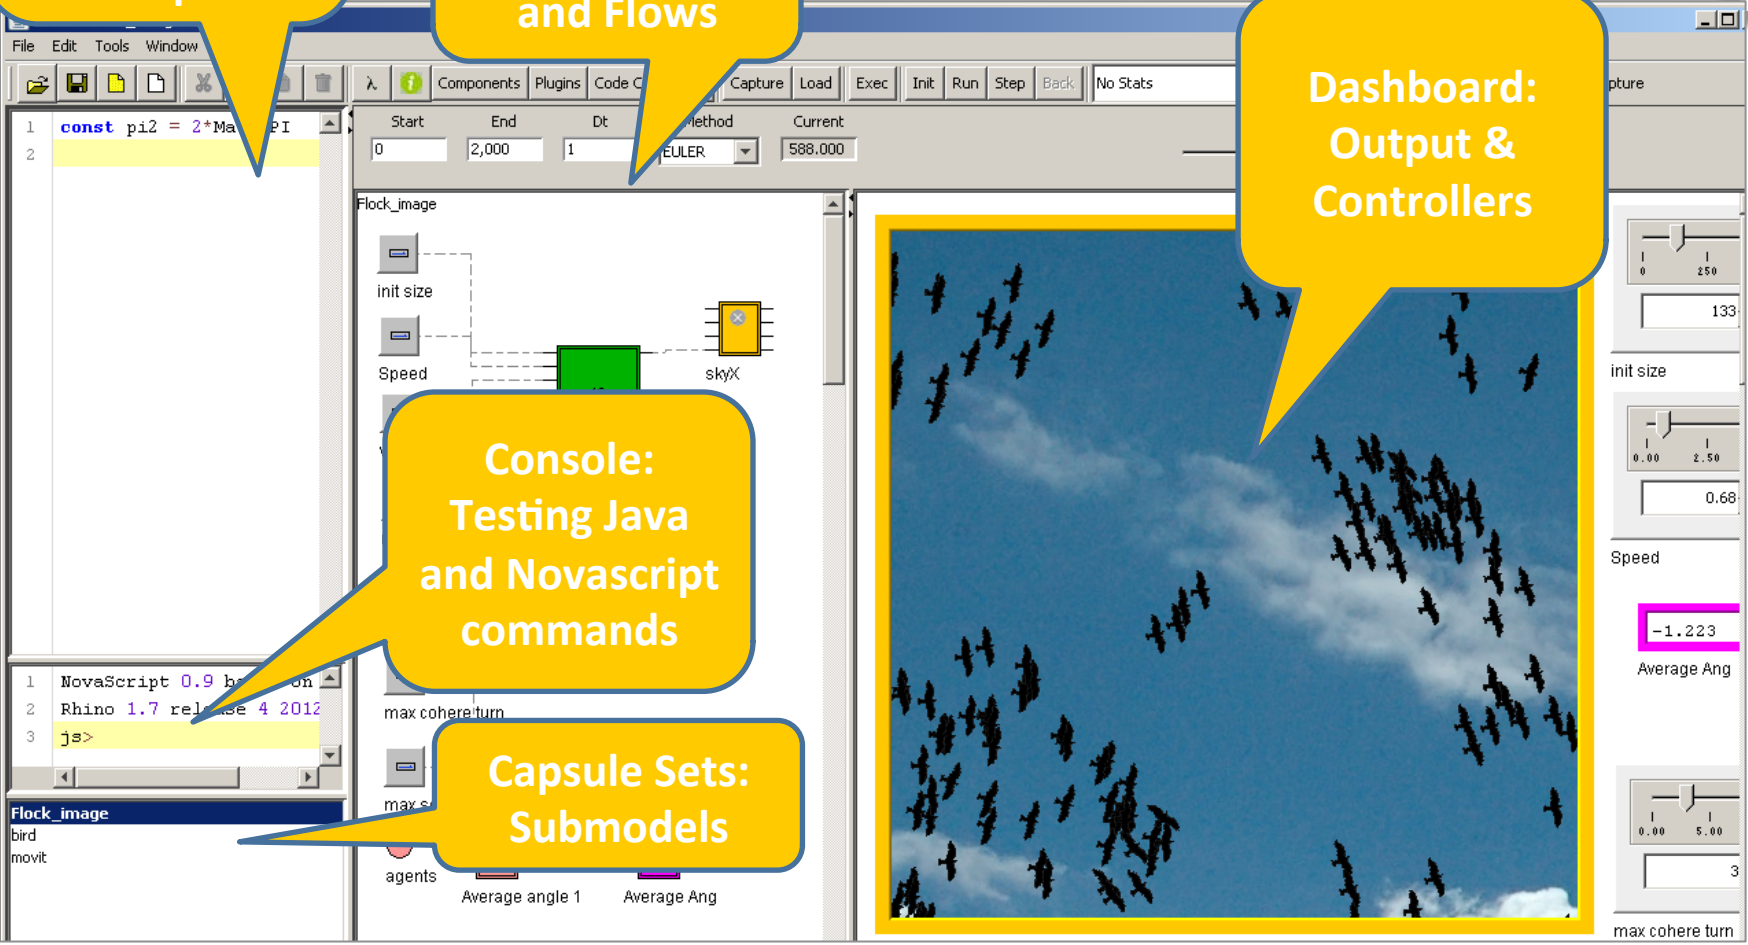 and Flows
File Edit Tools Window
λ Components Plugins Code Capture Load Exec Init Run Step Back No Stats
Dashboard:
Output &
Controllers
Start End Dt Method Current
0 2,000 1 EULER 588.000
1 const pi2 = 2*Ma PI
2
Flock_image
init size
Speed
skyX
Console:
Testing Java
and Novascript
commands
max cohere turn
Capsule Sets:
Submodels
agents
Average angle 1
Average Ang
1 NovaScript 0.9 on
2 Rhino 1.7 release 4 2012
3 js>
Flock_image
bird
movit
0 250
133
init size
0.00 2.50
0.68
Speed
-1.223
Average Ang
0.00 5.00
3
max cohere turn